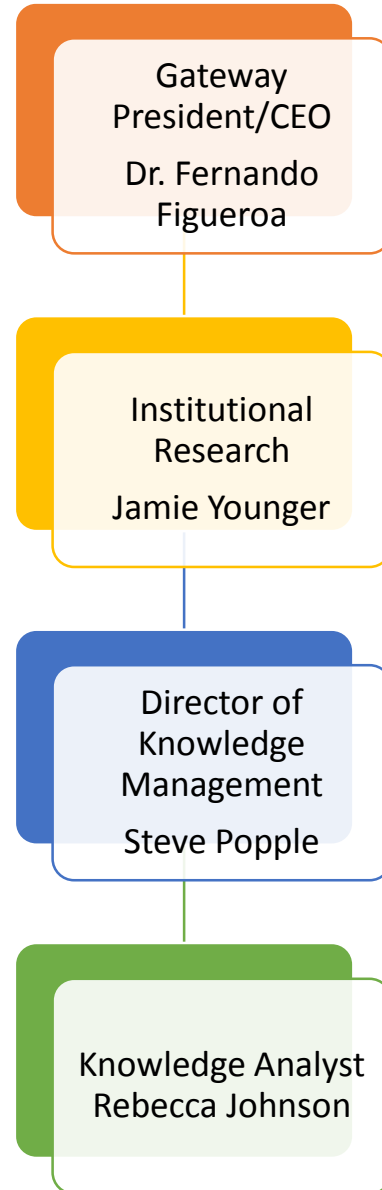 Gateway
President/CEO
Dr. Fernando
Figueroa
Institutional
Research
Jamie Younger
Director of
Knowledge
Management
Steve Popple
Knowledge Analyst
Rebecca Johnson